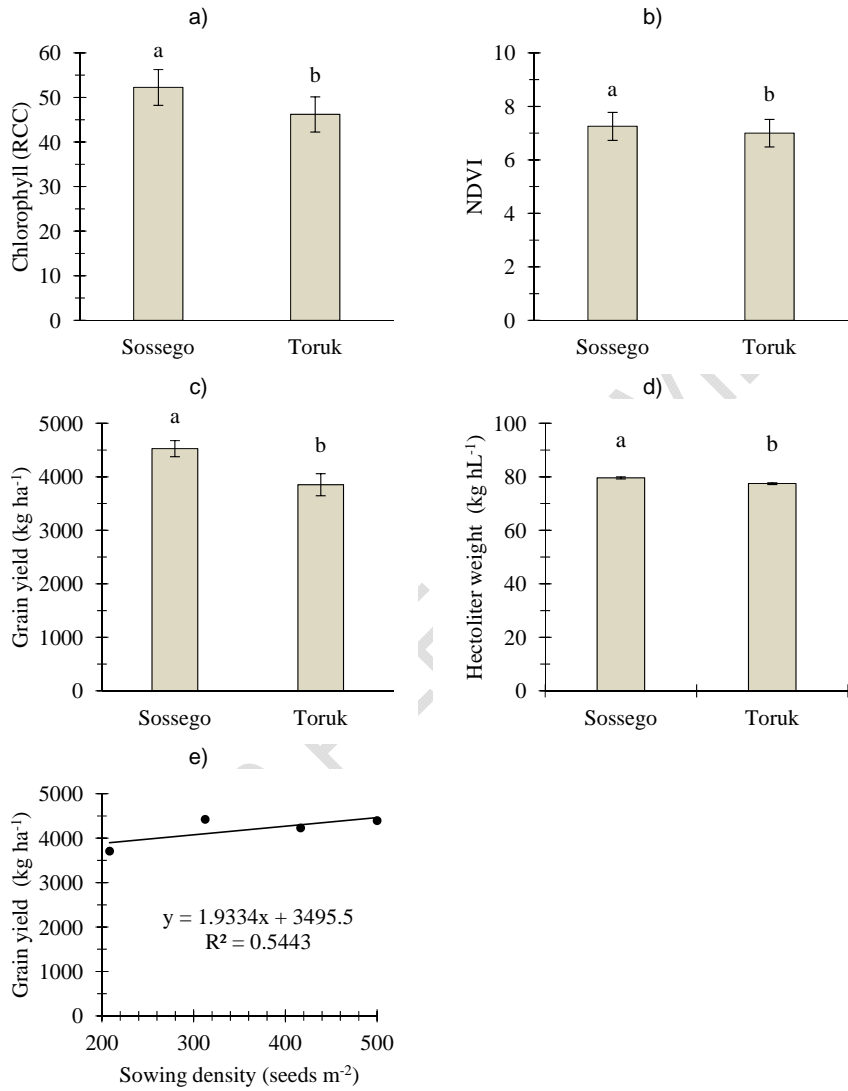 a)
Chlorophyll (RCC)
60
50
40
30
20
10
0
a
b
Sossego
Toruk
b)
NDVI
10
8
6
4
2
0
a
b
Sossego
Toruk
c)
Grain yield (kg ha⁻¹)
5000
4000
3000
2000
1000
0
a
b
Sossego
Toruk
d)
Hectoliter weight (kg hL⁻¹)
100
80
60
40
20
0
a
b
Sossego
Toruk
e)
Grain yield (kg ha⁻¹)
5000
4000
3000
2000
1000
0
y = 1.9334x + 3495.5
R² = 0.5443
200
300
400
500
Sowing density (seeds m⁻²)